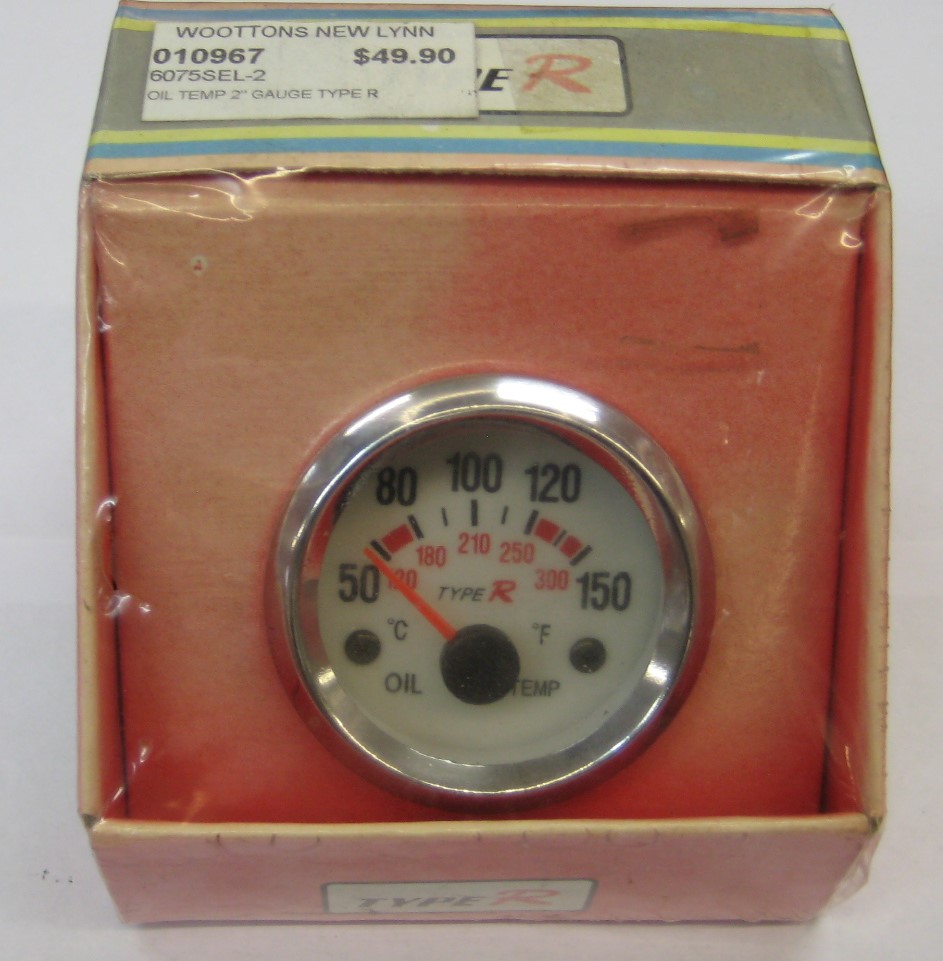 WOOTTONS NEW LYNN
010967 $49.90
6075SEL-2
OIL TEMP 2" GAUGE TYPE R
R
80 100 120
180 210 250
50 300 150
TYPE R
°C °F
OIL TEMP
TYPE R